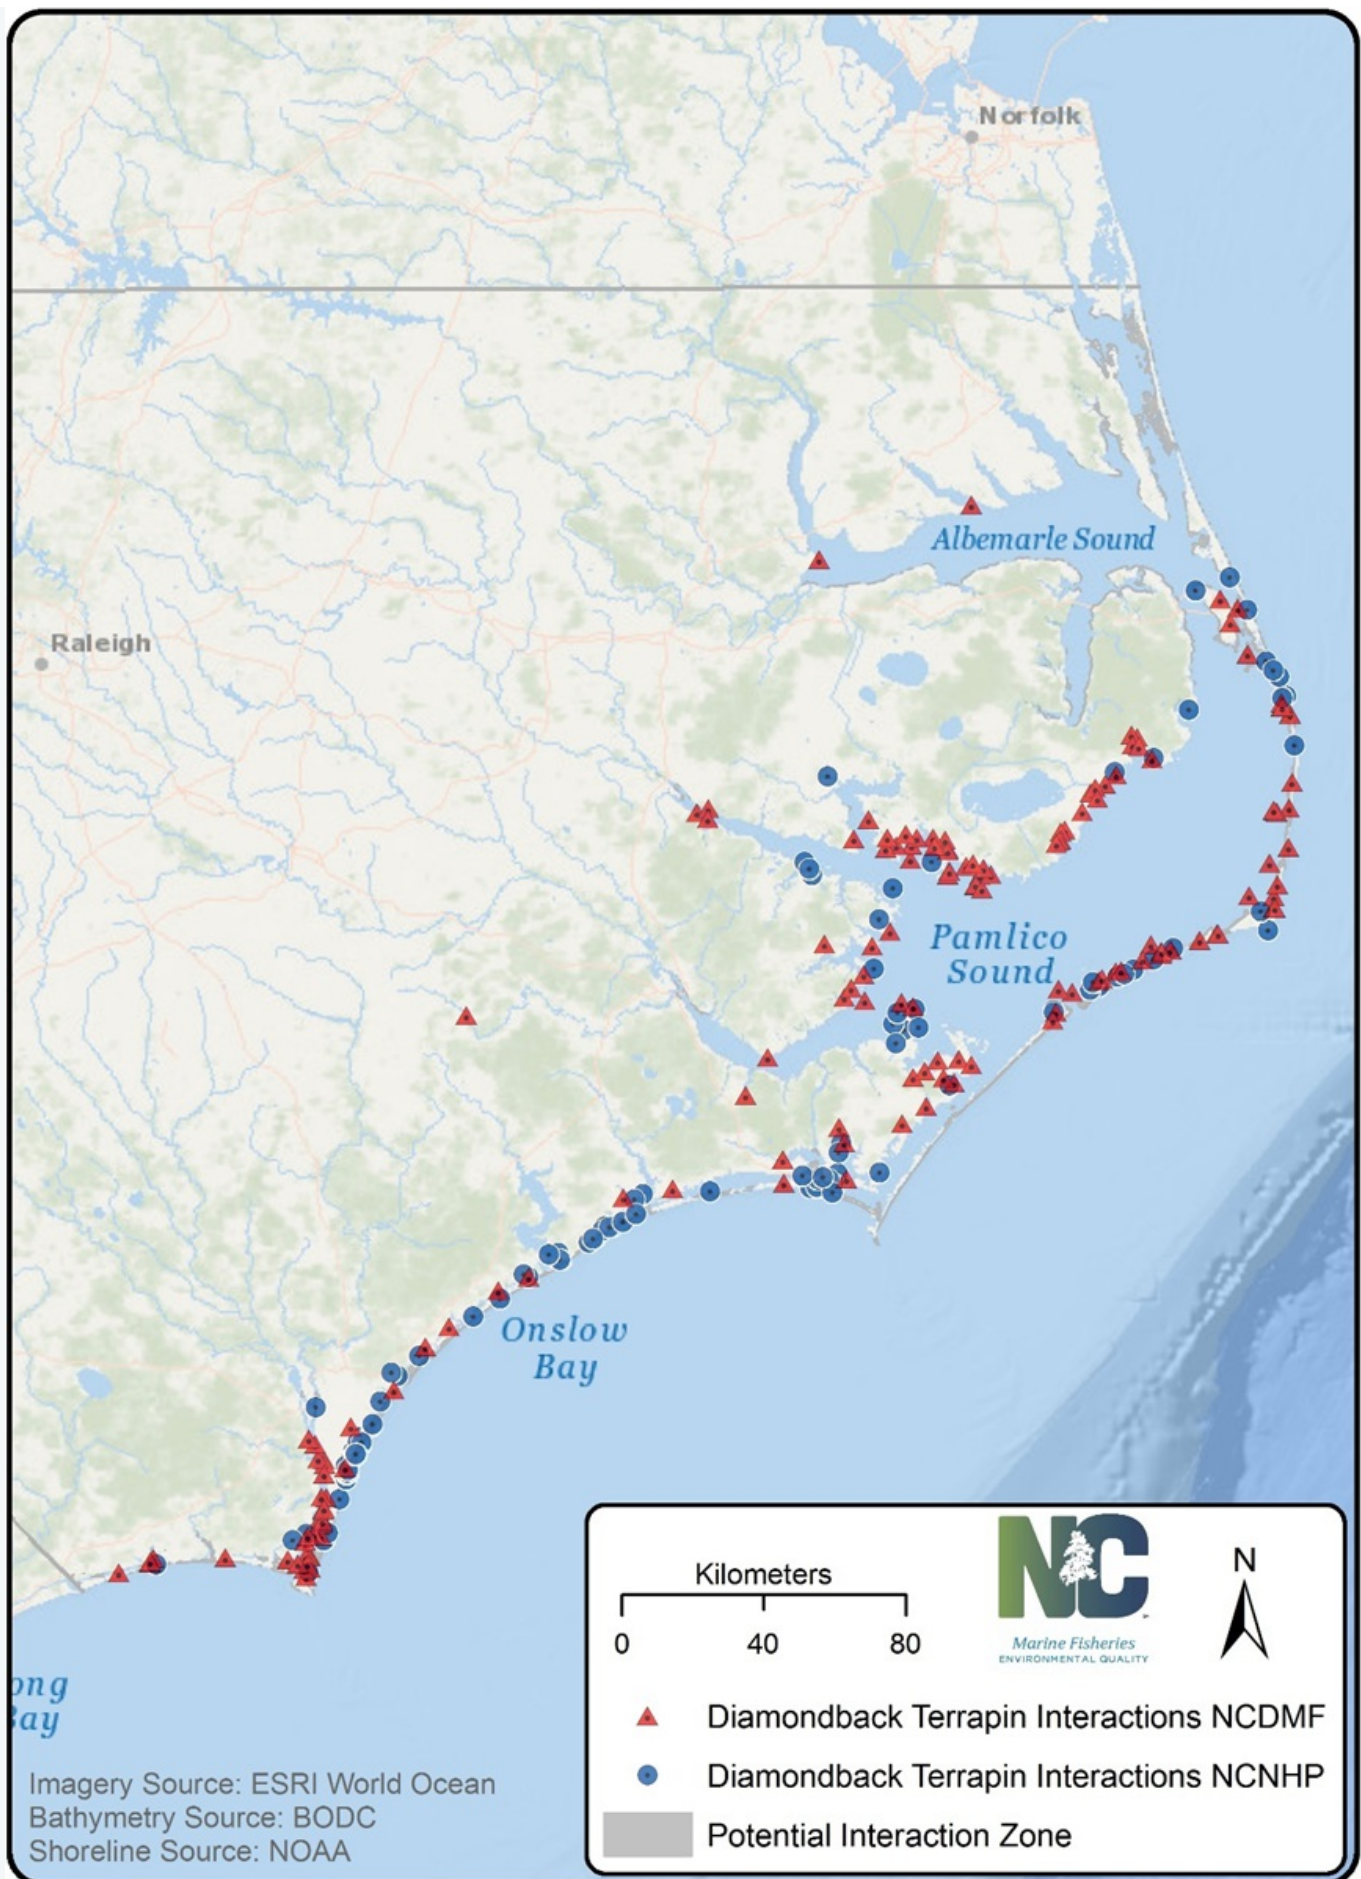 Norfolk
Albemarle Sound
Raleigh
Pamlico
Sound
Onslow
Bay
ong
Bay
Kilometers
0 40 80
NC
Marine Fisheries
ENVIRONMENTAL QUALITY
N
Diamondback Terrapin Interactions NCDMF
Diamondback Terrapin Interactions NCNHP
Potential Interaction Zone
Imagery Source: ESRI World Ocean
Bathymetry Source: BODC
Shoreline Source: NOAA